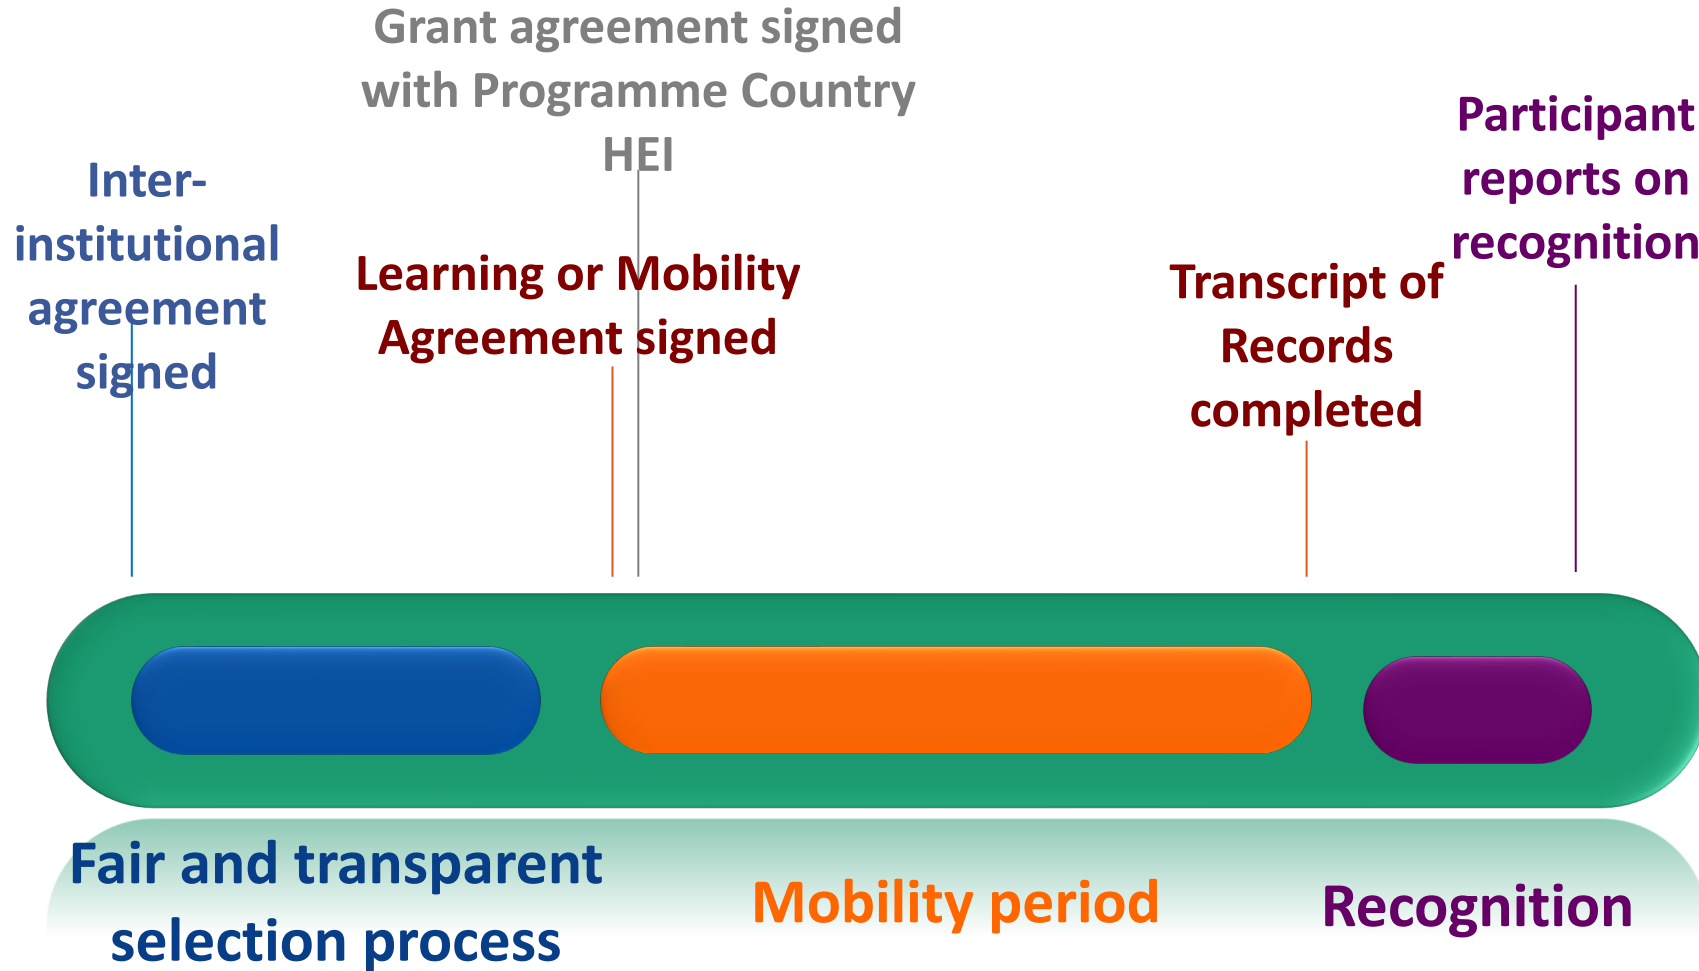 Grant agreement signed
with Programme Country
HEI
Inter-
institutional
agreement
signed
Learning or Mobility
Agreement signed
Transcript of
Records
completed
Participant
reports on
recognition
Fair and transparent
selection process
Mobility period
Recognition